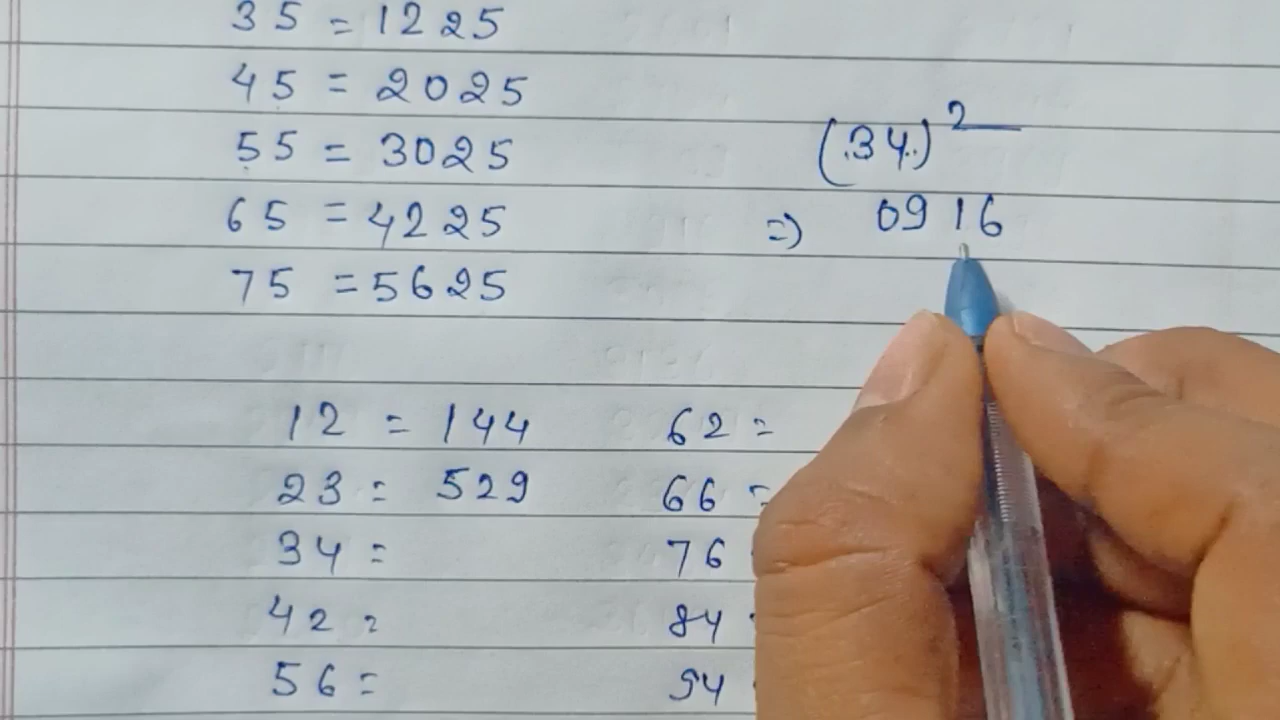 35 = 1225
45 = 2025
55 = 3025
65 = 4225
75 = 5625
(34)²
=) 0916
12 = 144
23 = 529
34 =
42 =
56 =
62 =
66 =
76
84
94